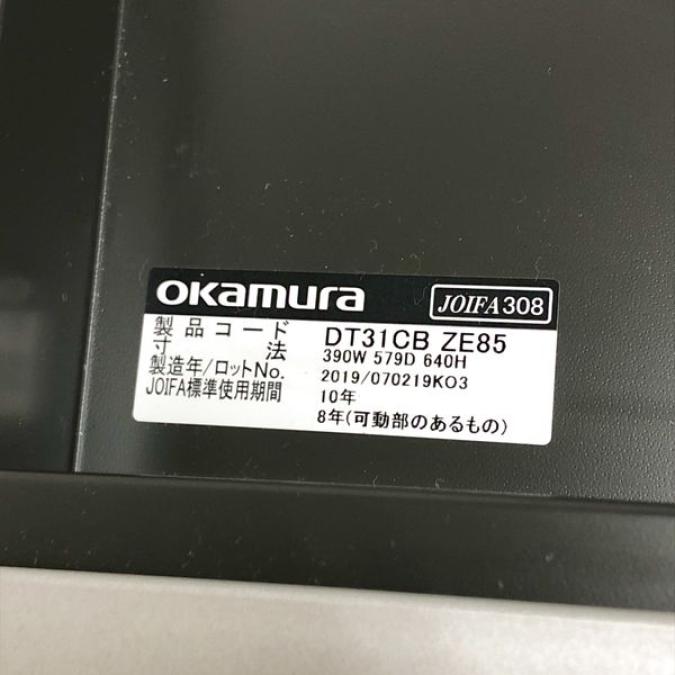 okamura JOIFA308
製品コード DT31CB ZE85
寸法 390W 579D 640H
製造年/ロットNo. 2019/070219K03
JOIFA標準使用期間 10年
8年(可動部のあるもの)